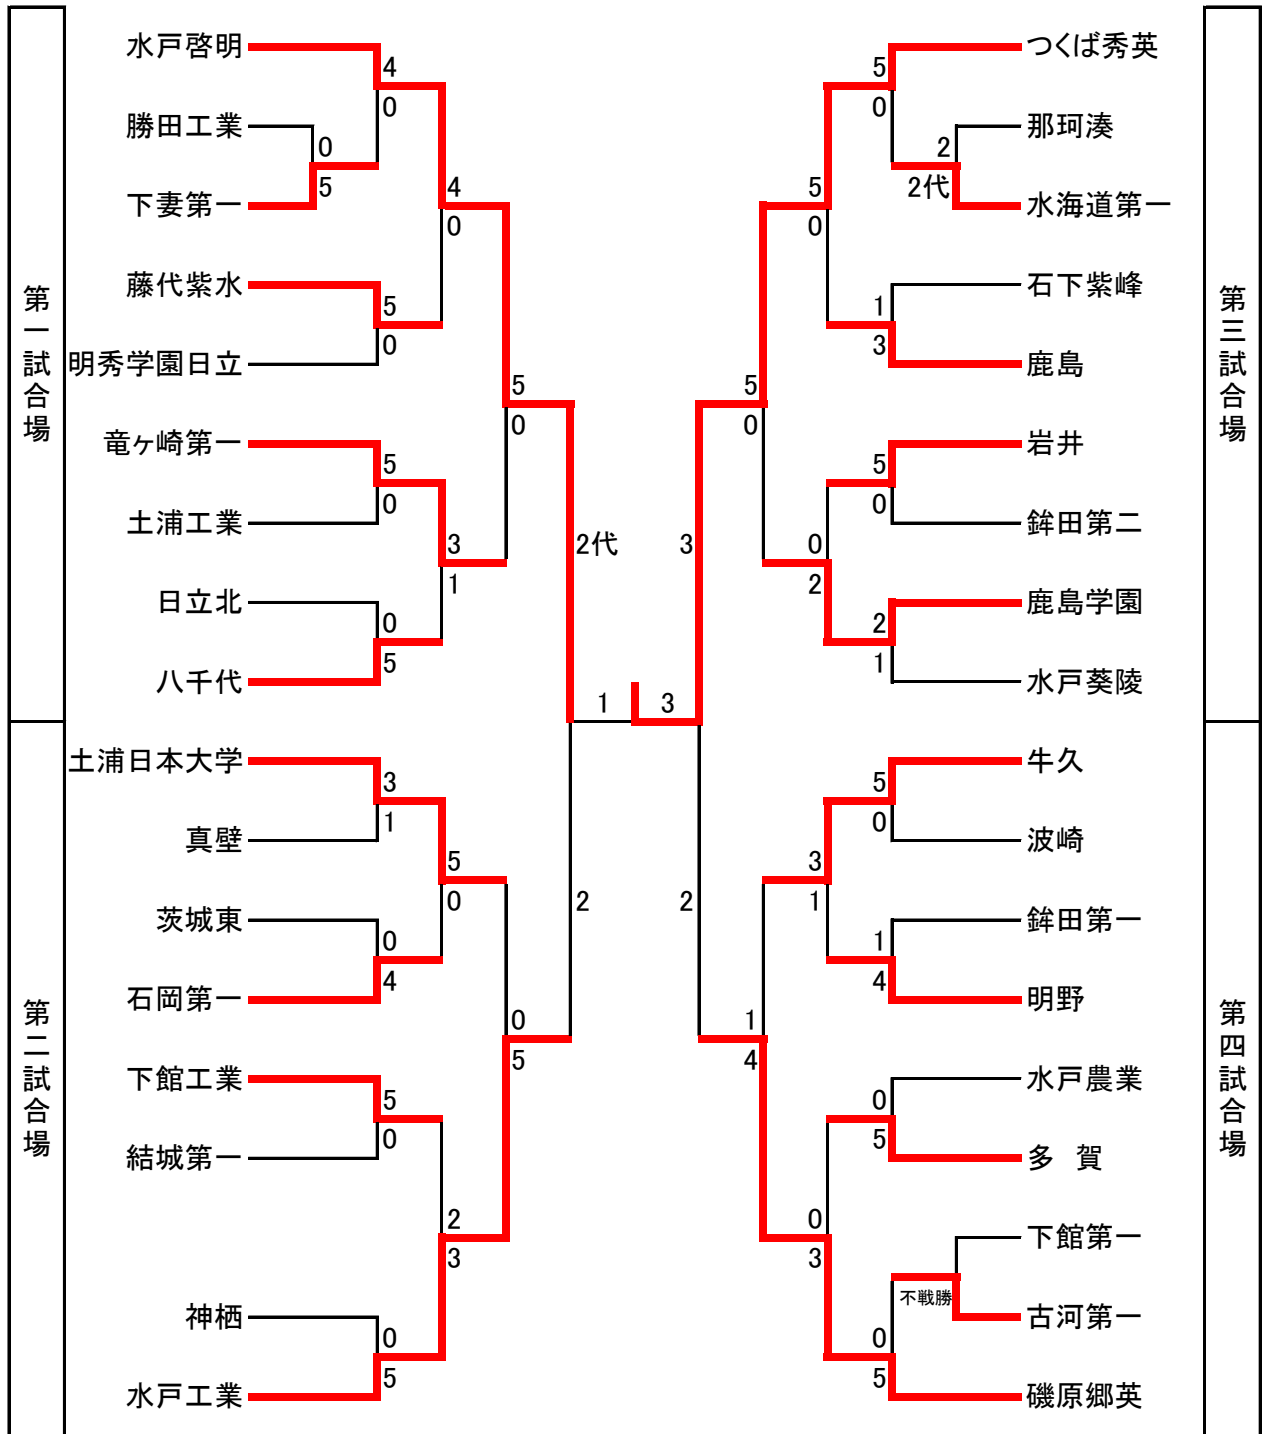 第一試合場
水戸啓明
4
0
勝田工業
0
5
下妻第一
4
0
藤代紫水
5
0
明秀学園日立
5
0
竜ヶ崎第一
5
0
土浦工業
3
1
日立北
0
5
八千代
2代
第二試合場
土浦日本大学
3
1
真壁
5
0
茨城東
0
4
石岡第一
2
0
5
下館工業
5
0
結城第一
2
3
神栖
0
5
水戸工業
1
3
第三試合場
つくば秀英
5
0
那珂湊
2
2代
水海道第一
5
0
石下紫峰
1
3
鹿島
5
0
岩井
5
0
鉾田第二
0
2
鹿島学園
2
1
水戸葵陵
3
第四試合場
牛久
5
0
波崎
3
1
鉾田第一
1
4
明野
2
1
4
水戸農業
0
5
多　賀
0
3
下館第一
不戦勝
古河第一
0
5
磯原郷英